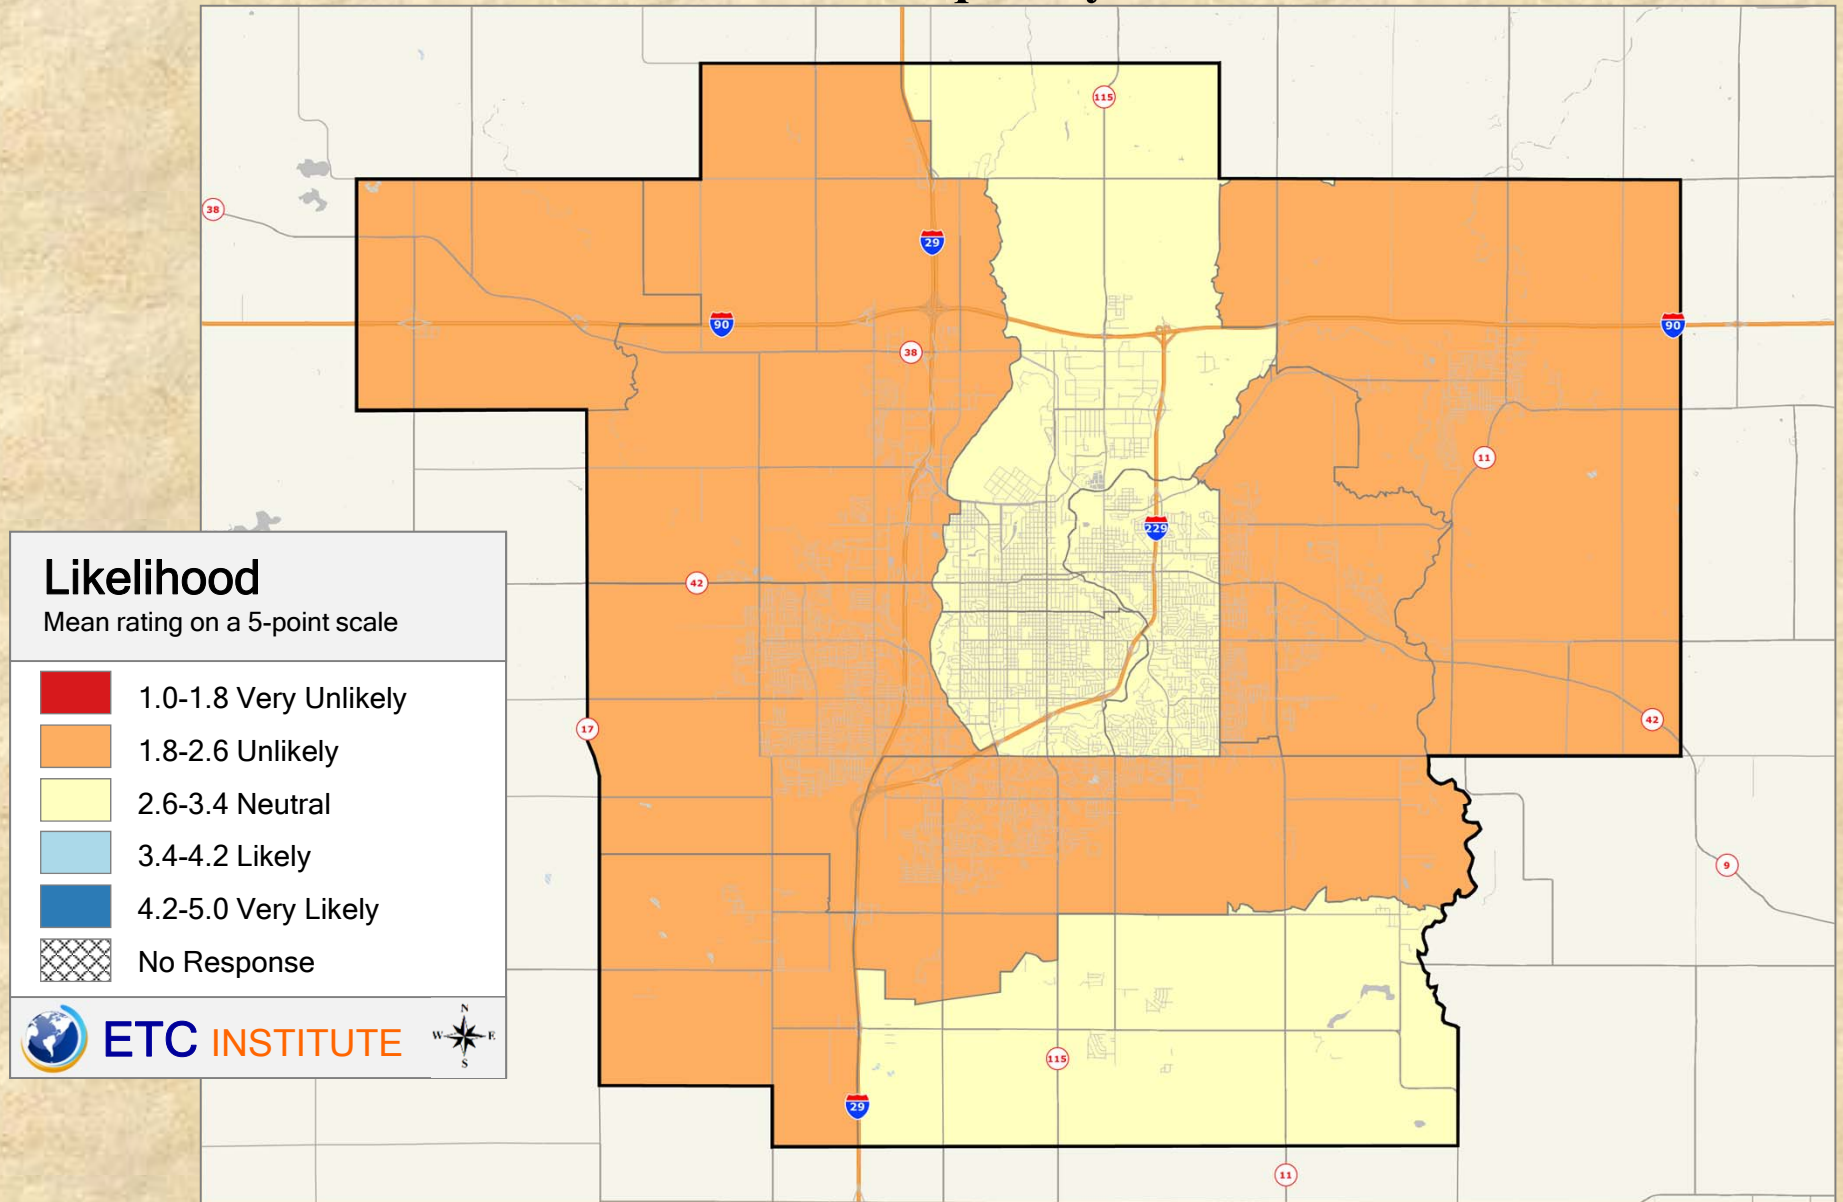 115
38
29
90
90
38
11
229
42
17
42
9
115
29
11
Likelihood
Mean rating on a 5-point scale
1.0-1.8 Very Unlikely
1.8-2.6 Unlikely
2.6-3.4 Neutral
3.4-4.2 Likely
4.2-5.0 Very Likely
No Response
ETC INSTITUTE
N
W E
S